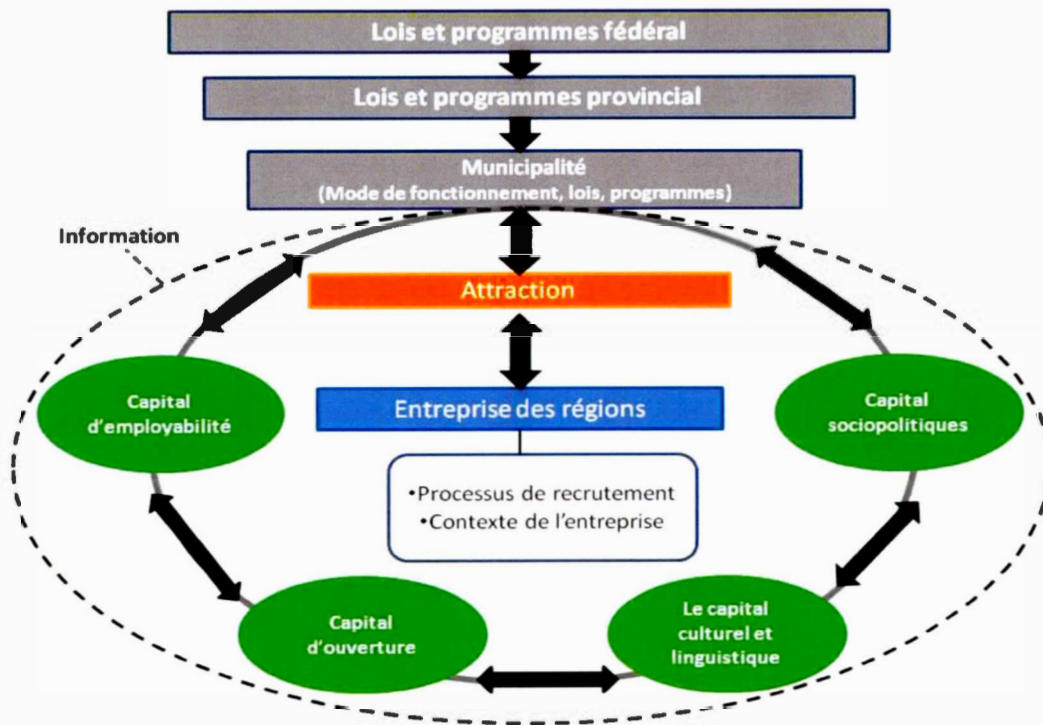 Lois et programmes fédéral
Lois et programmes provincial
Municipalité
(Mode de fonctionnement, lois, programmes)
Information
Attraction
Capital
d'employabilité
Entreprise des régions
Capital
sociopolitiques
•Processus de recrutement
•Contexte de l'entreprise
Capital
d'ouverture
Le capital
culturel et
linguistique